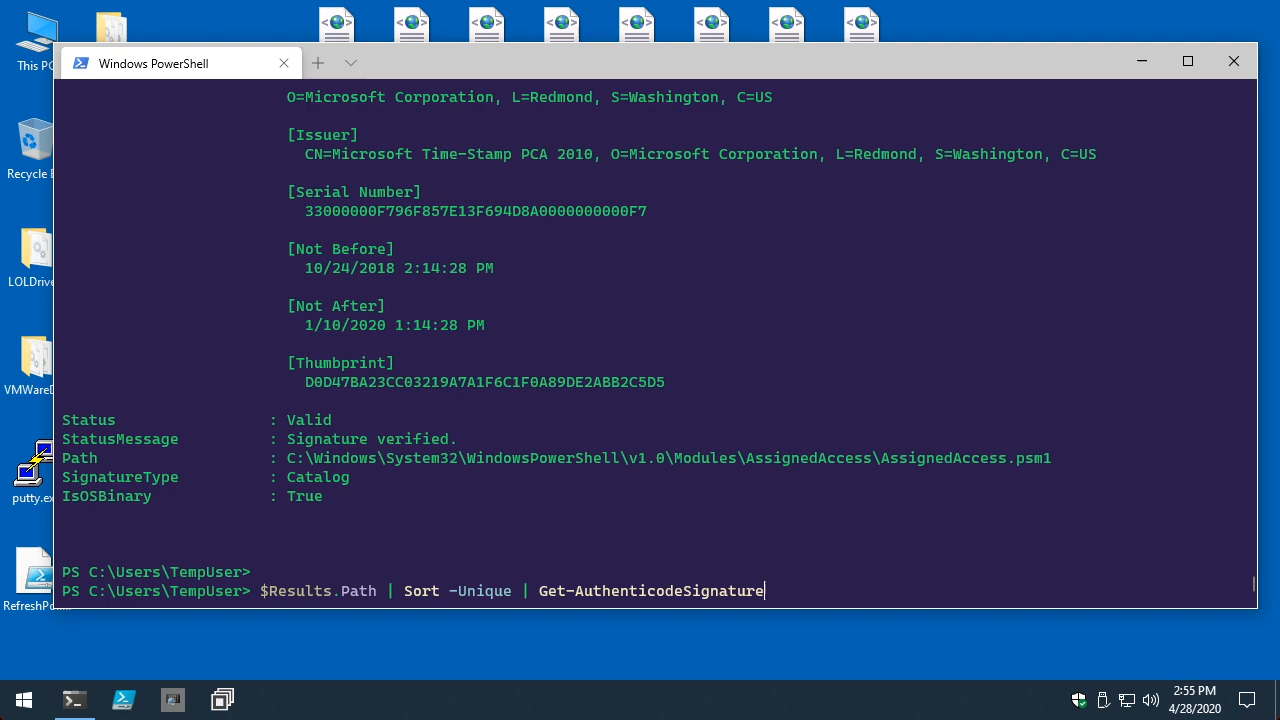 This PC
Recycle B
LOLDrive
VMWareD
putty.ex
RefreshPo...
Windows PowerShell
O=Microsoft Corporation, L=Redmond, S=Washington, C=US
[Issuer]
CN=Microsoft Time-Stamp PCA 2010, O=Microsoft Corporation, L=Redmond, S=Washington, C=US
[Serial Number]
33000000F796F857E13F694D8A0000000000F7
[Not Before]
10/24/2018 2:14:28 PM
[Not After]
1/10/2020 1:14:28 PM
[Thumbprint]
D0D47BA23CC03219A7A1F6C1F0A89DE2ABB2C5D5
Status : Valid
StatusMessage : Signature verified.
Path : C:\Windows\System32\WindowsPowerShell\v1.0\Modules\AssignedAccess\AssignedAccess.psm1
SignatureType : Catalog
IsOSBinary : True
PS C:\Users\TempUser>
PS C:\Users\TempUser> $Results.Path | Sort -Unique | Get-AuthenticodeSignature
2:55 PM
4/28/2020